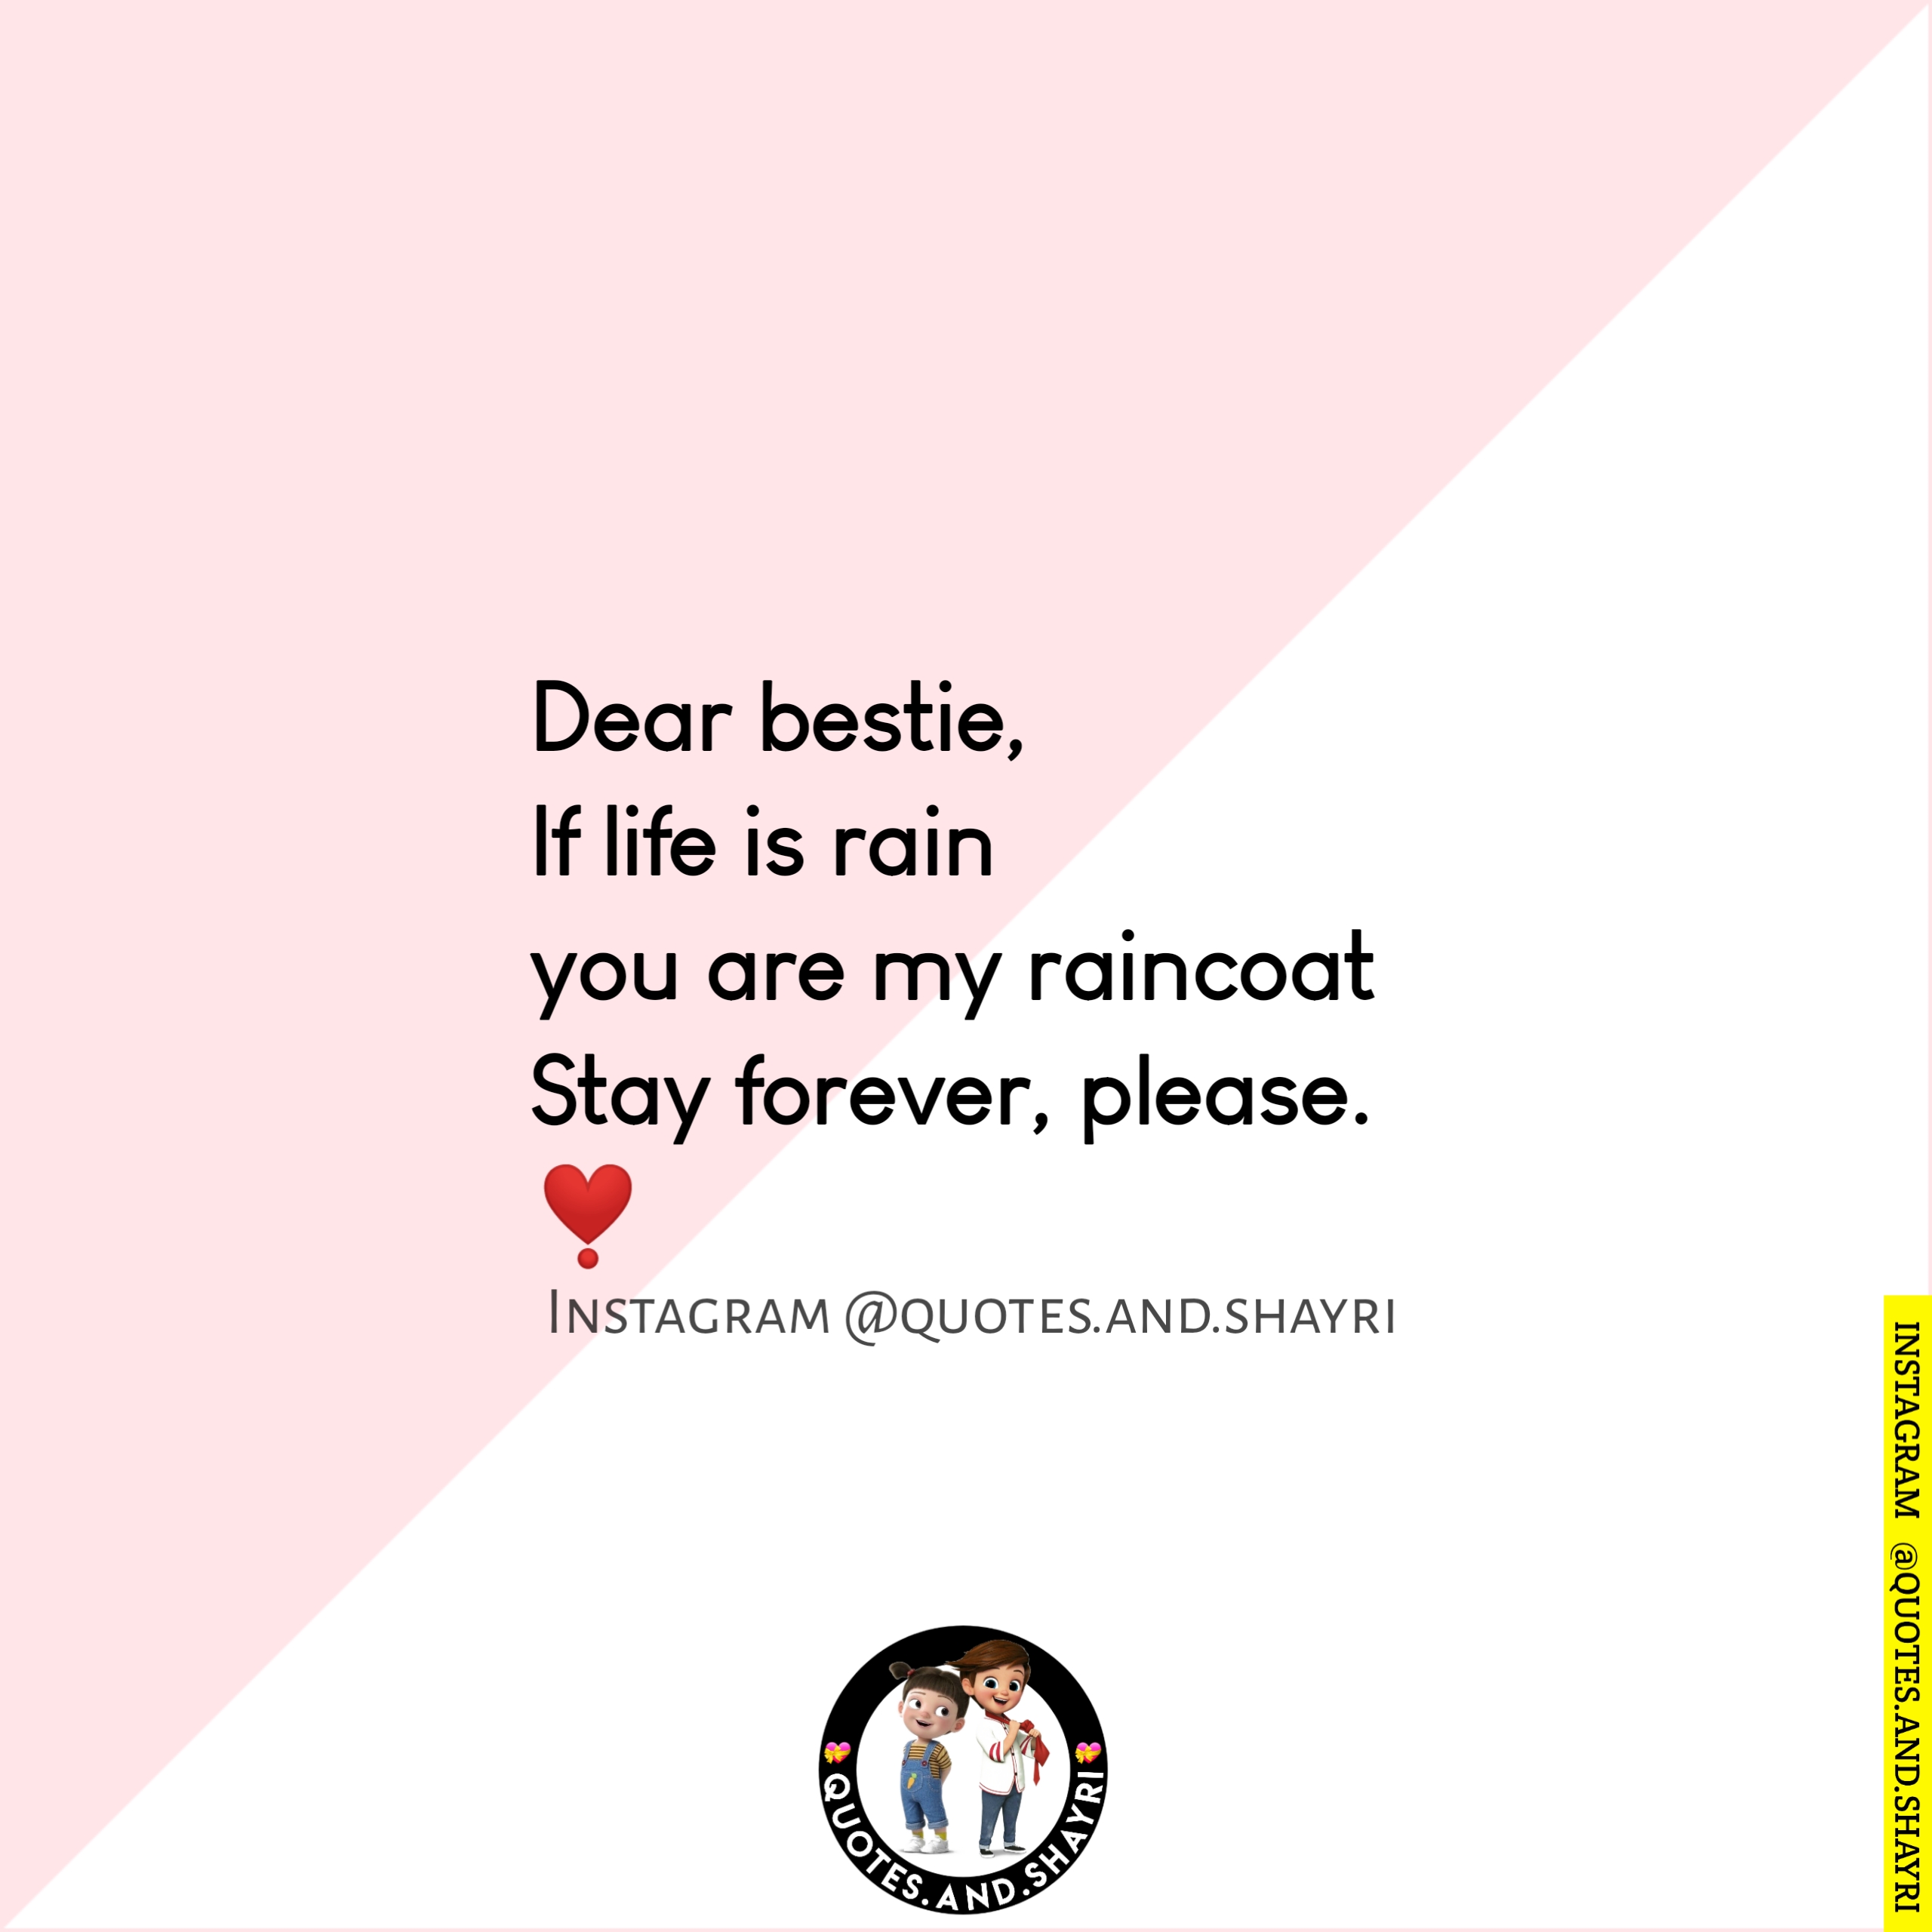 Dear bestie,
If life is rain
you are my raincoat
Stay forever, please.
❣
Instagram @quotes.and.shayri
INSTAGRAM @QUOTES.AND.SHAYRI
QUOTES.AND.SHAYRI